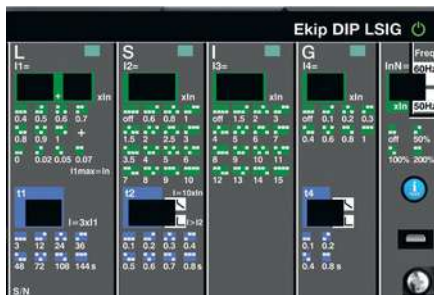 Ekip DIP LSIG
L
I1=
xIn
0.4 0.5 0.6 0.7
0.8 0.9 1 +
0 0.02 0.05 0.07
I1max=In
t1
I=3xI1
3 12 24 36
48 72 108 144s
S/N
S
I2=
xIn
off 0.6 0.8 1
1.5 2 2.5 3
3.5 4 5 6
7 8 9 10
t2
I=10xIn
I>I2
0.1 0.2 0.3 0.4
0.5 0.6 0.7 0.8s
I
I3=
xIn
off 1.5 2 3
4 5 6 7
8 9 10 11
12 13 14 15
G
I4=
xIn
off 0.1 0.2 0.3
0.4 0.6 0.8 1
t4
0.1 0.2
0.4 0.8s
InN=
Freq
60Hz
50Hz
xIn
off 50%
100% 200%